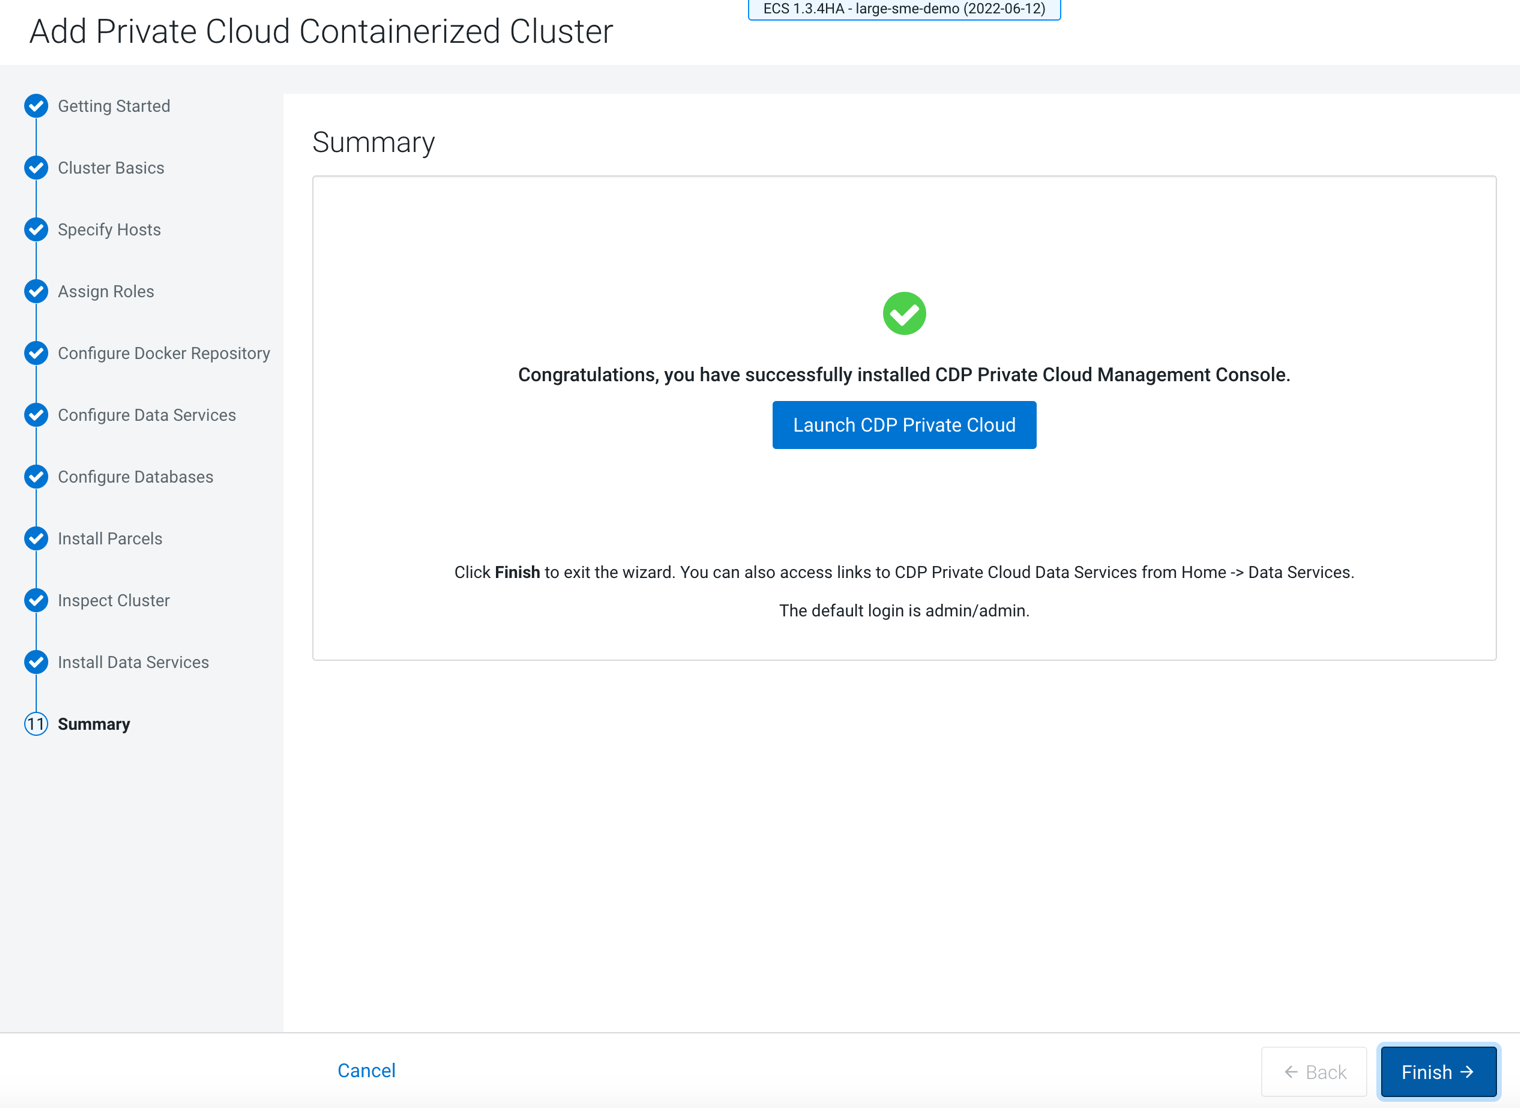 ECS 1.3.4HA - large-sme-demo (2022-06-12)
Add Private Cloud Containerized Cluster
Getting Started
Cluster Basics
Specify Hosts
Assign Roles
Configure Docker Repository
Configure Data Services
Configure Databases
Install Parcels
Inspect Cluster
Install Data Services
11 Summary
Summary
Congratulations, you have successfully installed CDP Private Cloud Management Console.
Launch CDP Private Cloud
Click Finish to exit the wizard. You can also access links to CDP Private Cloud Data Services from Home -> Data Services.
The default login is admin/admin.
Cancel
← Back
Finish →